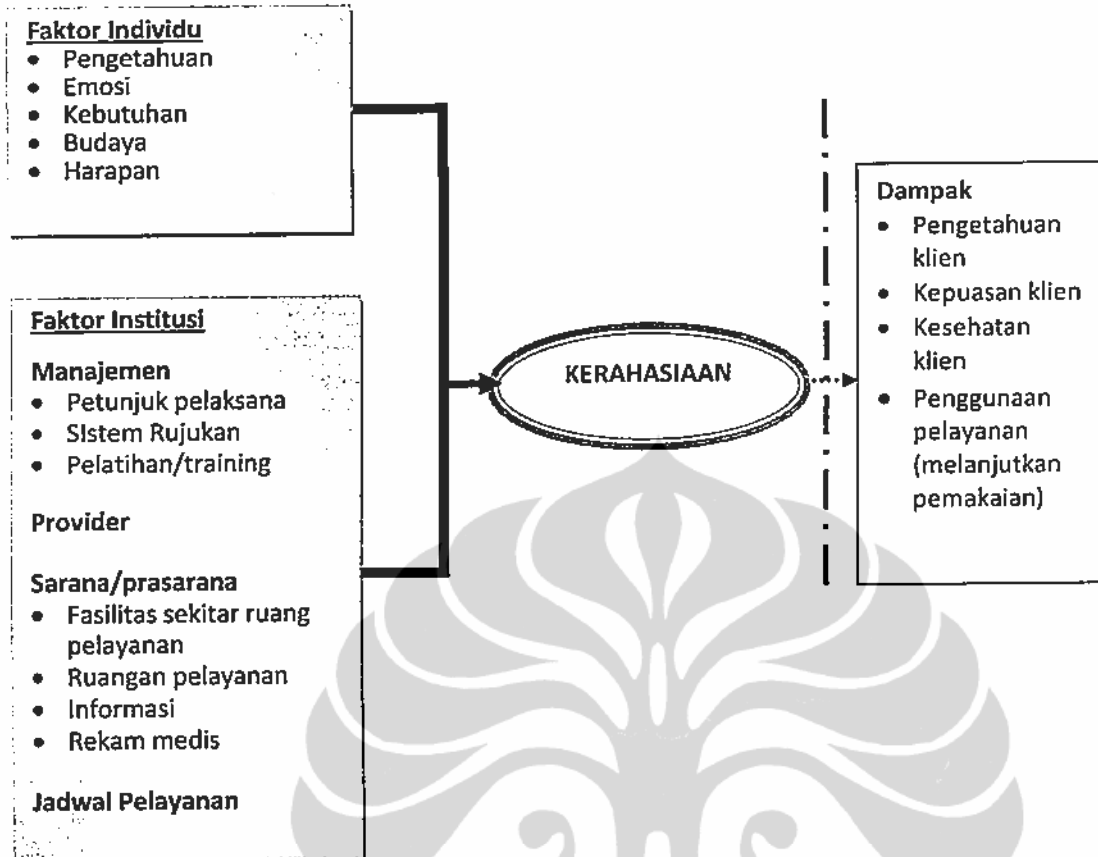 Faktor Individu
• Pengetahuan
• Emosi
• Kebutuhan
• Budaya
• Harapan
Faktor Institusi
Manajemen
• Petunjuk pelaksana
• Sistem Rujukan
• Pelatihan/training
Provider
Sarana/prasarana
• Fasilitas sekitar ruang
pelayanan
• Ruangan pelayanan
• Informasi
• Rekam medis
Jadwal Pelayanan
KERAHASIAAN
Dampak
• Pengetahuan
klien
• Kepuasan klien
• Kesehatan
klien
• Penggunaan
pelayanan
(melanjutkan
pemakaian)